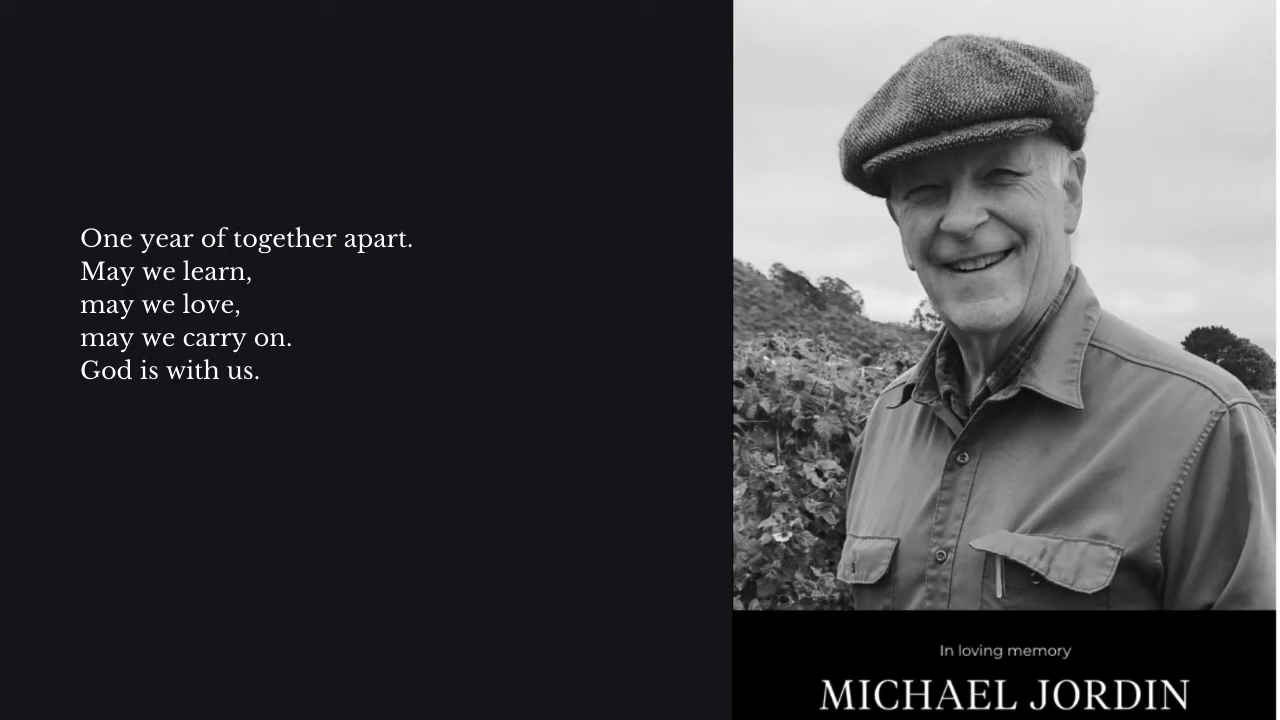 One year of together apart.
May we learn,
may we love,
may we carry on.
God is with us.
In loving memory
MICHAEL JORDIN